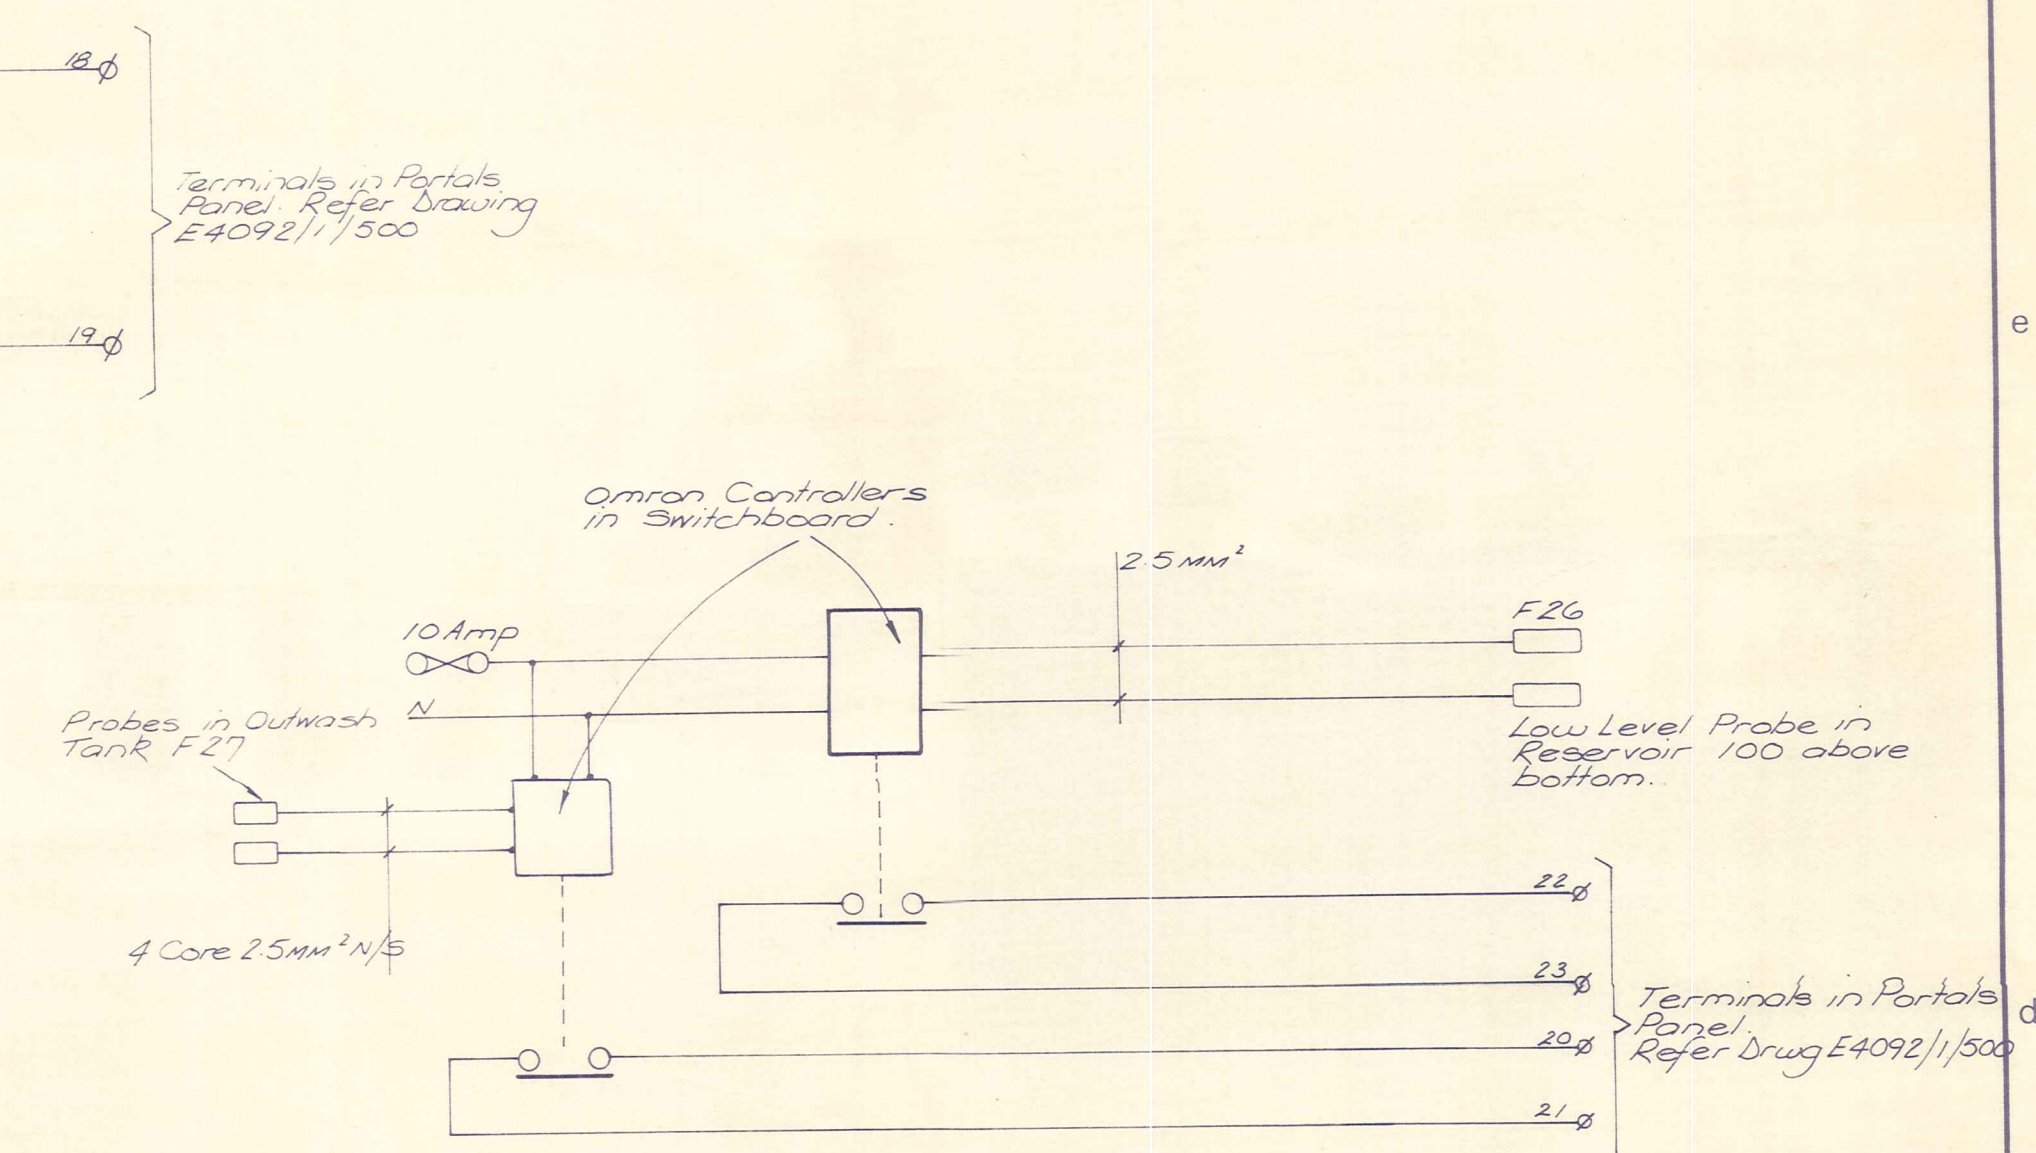 18
Terminals in Portals
Panel. Refer Drawing
E4092/1/500
19
e
Omron Controllers
in Switchboard.
2.5MM²
10 Amp
F26
N
Probes in Outwash
Tank F27
Low Level Probe in
Reservoir 100 above
bottom.
4 Core 2.5MM² N/S
22
23
Terminals in Portals
Panel.
Refer Drwg E4092/1/500
d
20
21